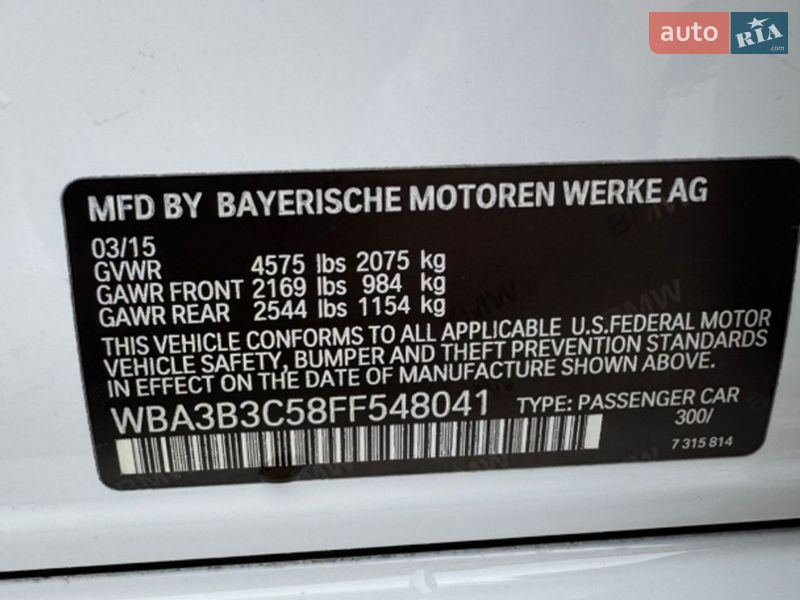 auto RIA
MFD BY BAYERISCHE MOTOREN WERKE AG
03/15
GVWR 4575 lbs 2075 kg
GAWR FRONT 2169 lbs 984 kg
GAWR REAR 2544 lbs 1154 kg
THIS VEHICLE CONFORMS TO ALL APPLICABLE U.S.FEDERAL MOTOR
VEHICLE SAFETY, BUMPER AND THEFT PREVENTION STANDARDS
IN EFFECT ON THE DATE OF MANUFACTURE SHOWN ABOVE.
WBA3B3C58FF548041 TYPE: PASSENGER CAR
300/
7 315 814